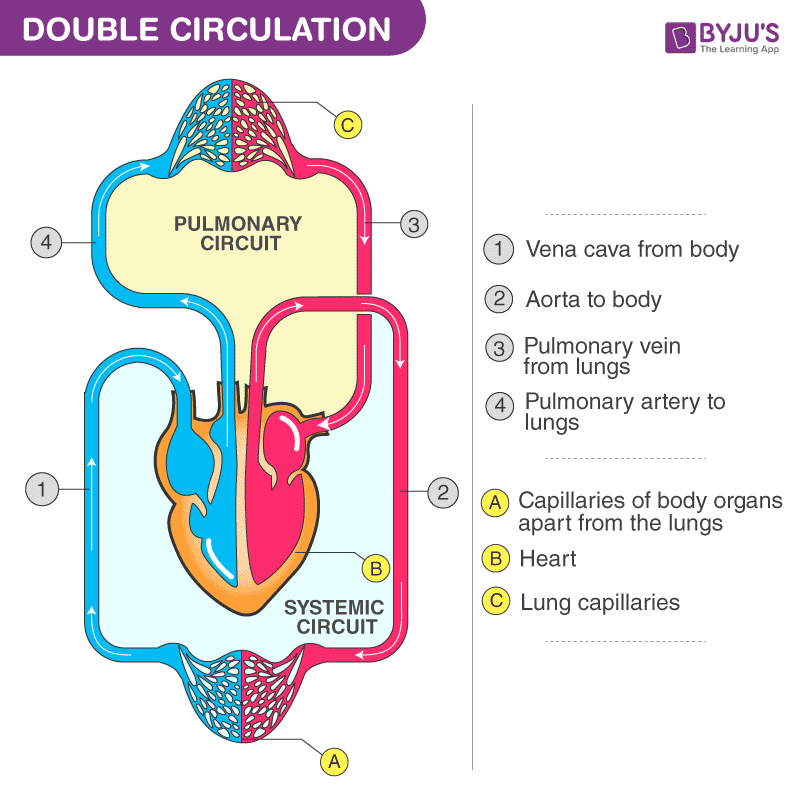 DOUBLE CIRCULATION
BYJU'S
The Learning App
C
PULMONARY
CIRCUIT
4
3
1
2
B
SYSTEMIC
CIRCUIT
A
1 Vena cava from body
2 Aorta to body
3 Pulmonary vein
from lungs
4 Pulmonary artery to
lungs
A Capillaries of body organs
apart from the lungs
B Heart
C Lung capillaries